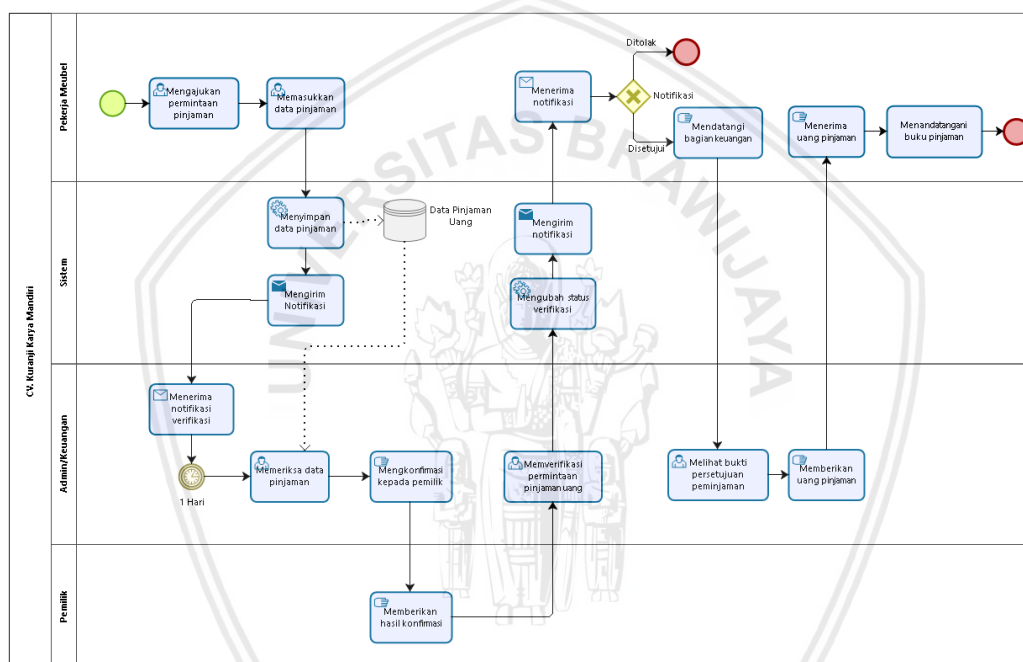 CV. Kuranji Karya Mandiri
Pekerja Meubel
Mengajukan
permintaan
pinjaman
Memasukkan
data pinjaman
Menerima
notifikasi
Ditolak
Notifikasi
Disetujui
Mendatangi
bagian keuangan
Menerima
uang pinjaman
Menandatangani
buku pinjaman
Sistem
Menyimpan
data pinjaman
Data Pinjaman
Uang
Mengirim
Notifikasi
Mengirim
notifikasi
Mengubah status
verifikasi
Admin/Keuangan
Menerima
notifikasi
verifikasi
1 Hari
Memeriksa data
pinjaman
Mengkonfirmasi
kepada pemilik
Memverifikasi
permintaan
pinjaman uang
Melihat bukti
persetujuan
peminjaman
Memberikan
uang pinjaman
Pemilik
Memberikan
hasil konfirmasi
UNIVERSITAS BRAWIJAYA